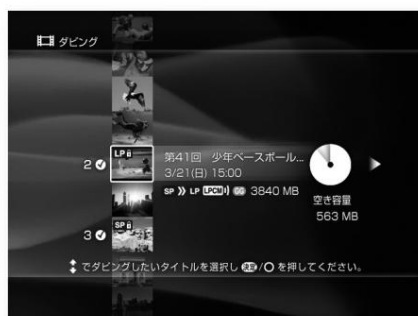 ダビング
LP
2
第41回 少年ベースボール...
3/21(日) 15:00
SP » LP LPCM 3840 MB
空き容量
563 MB
SP
3
でダビングしたいタイトルを選択し 決定/○ を押してください。